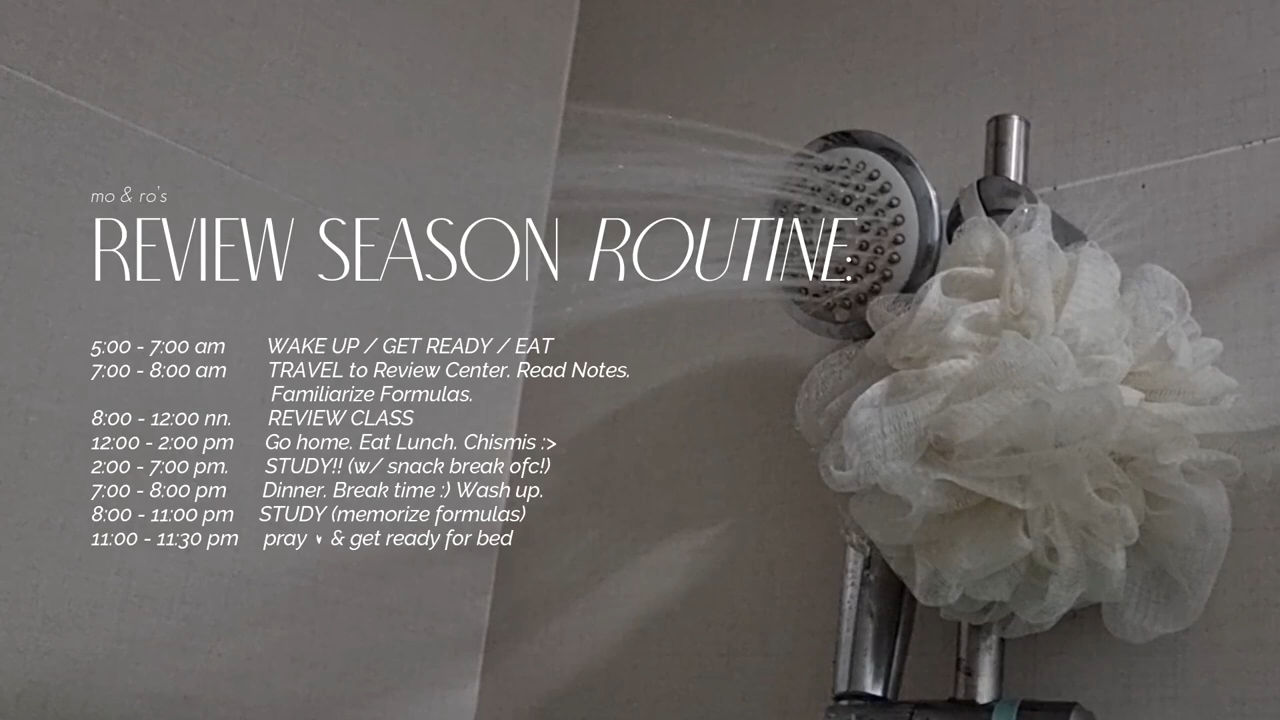 mo & ro's
REVIEW SEASON ROUTINE:
5:00 - 7:00 am WAKE UP / GET READY / EAT
7:00 - 8:00 am TRAVEL to Review Center. Read Notes.
Familiarize Formulas.
8:00 - 12:00 nn. REVIEW CLASS
12:00 - 2:00 pm Go home. Eat Lunch. Chismis :>
2:00 - 7:00 pm. STUDY!! (w/ snack break ofc!)
7:00 - 8:00 pm Dinner. Break time :) Wash up.
8:00 - 11:00 pm STUDY (memorize formulas)
11:00 - 11:30 pm pray ♥ & get ready for bed